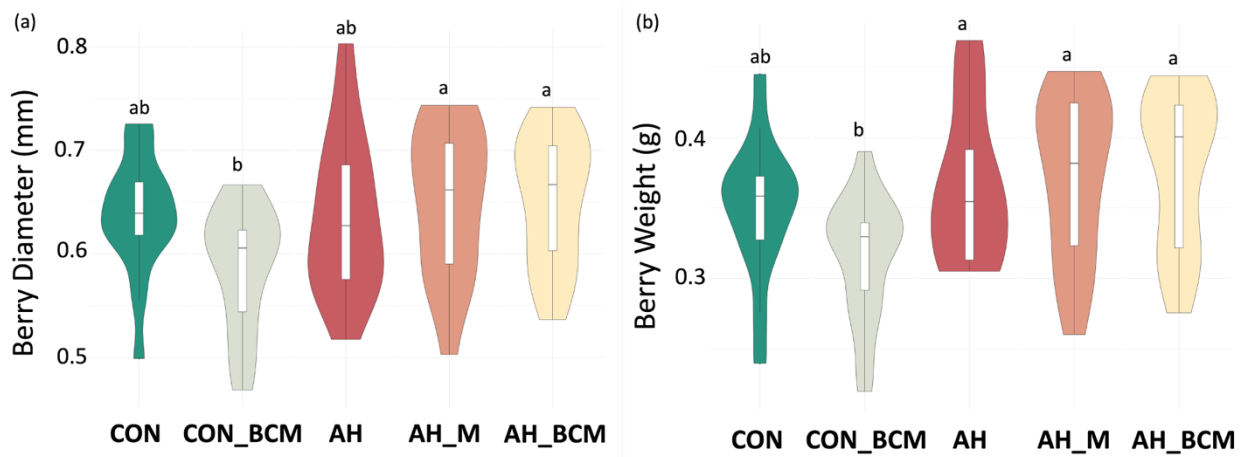 (a)
Berry Diameter (mm)
0.8
0.7
0.6
0.5
ab
b
ab
a
a
CON CON_BCM AH AH_M AH_BCM
(b)
Berry Weight (g)
0.4
0.3
ab
b
a
a
a
CON CON_BCM AH AH_M AH_BCM